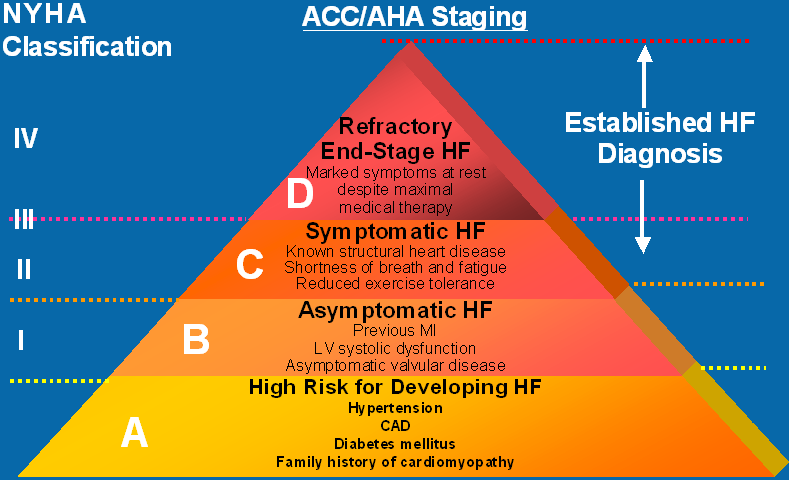 NYHA
Classification
ACC/AHA Staging
IV
III
II
I
Established HF
Diagnosis
Refractory
End-Stage HF
Marked symptoms at rest
despite maximal
medical therapy
D
Symptomatic HF
Known structural heart disease
Shortness of breath and fatigue
Reduced exercise tolerance
C
Asymptomatic HF
Previous MI
LV systolic dysfunction
Asymptomatic valvular disease
B
High Risk for Developing HF
Hypertension
CAD
Diabetes mellitus
Family history of cardiomyopathy
A